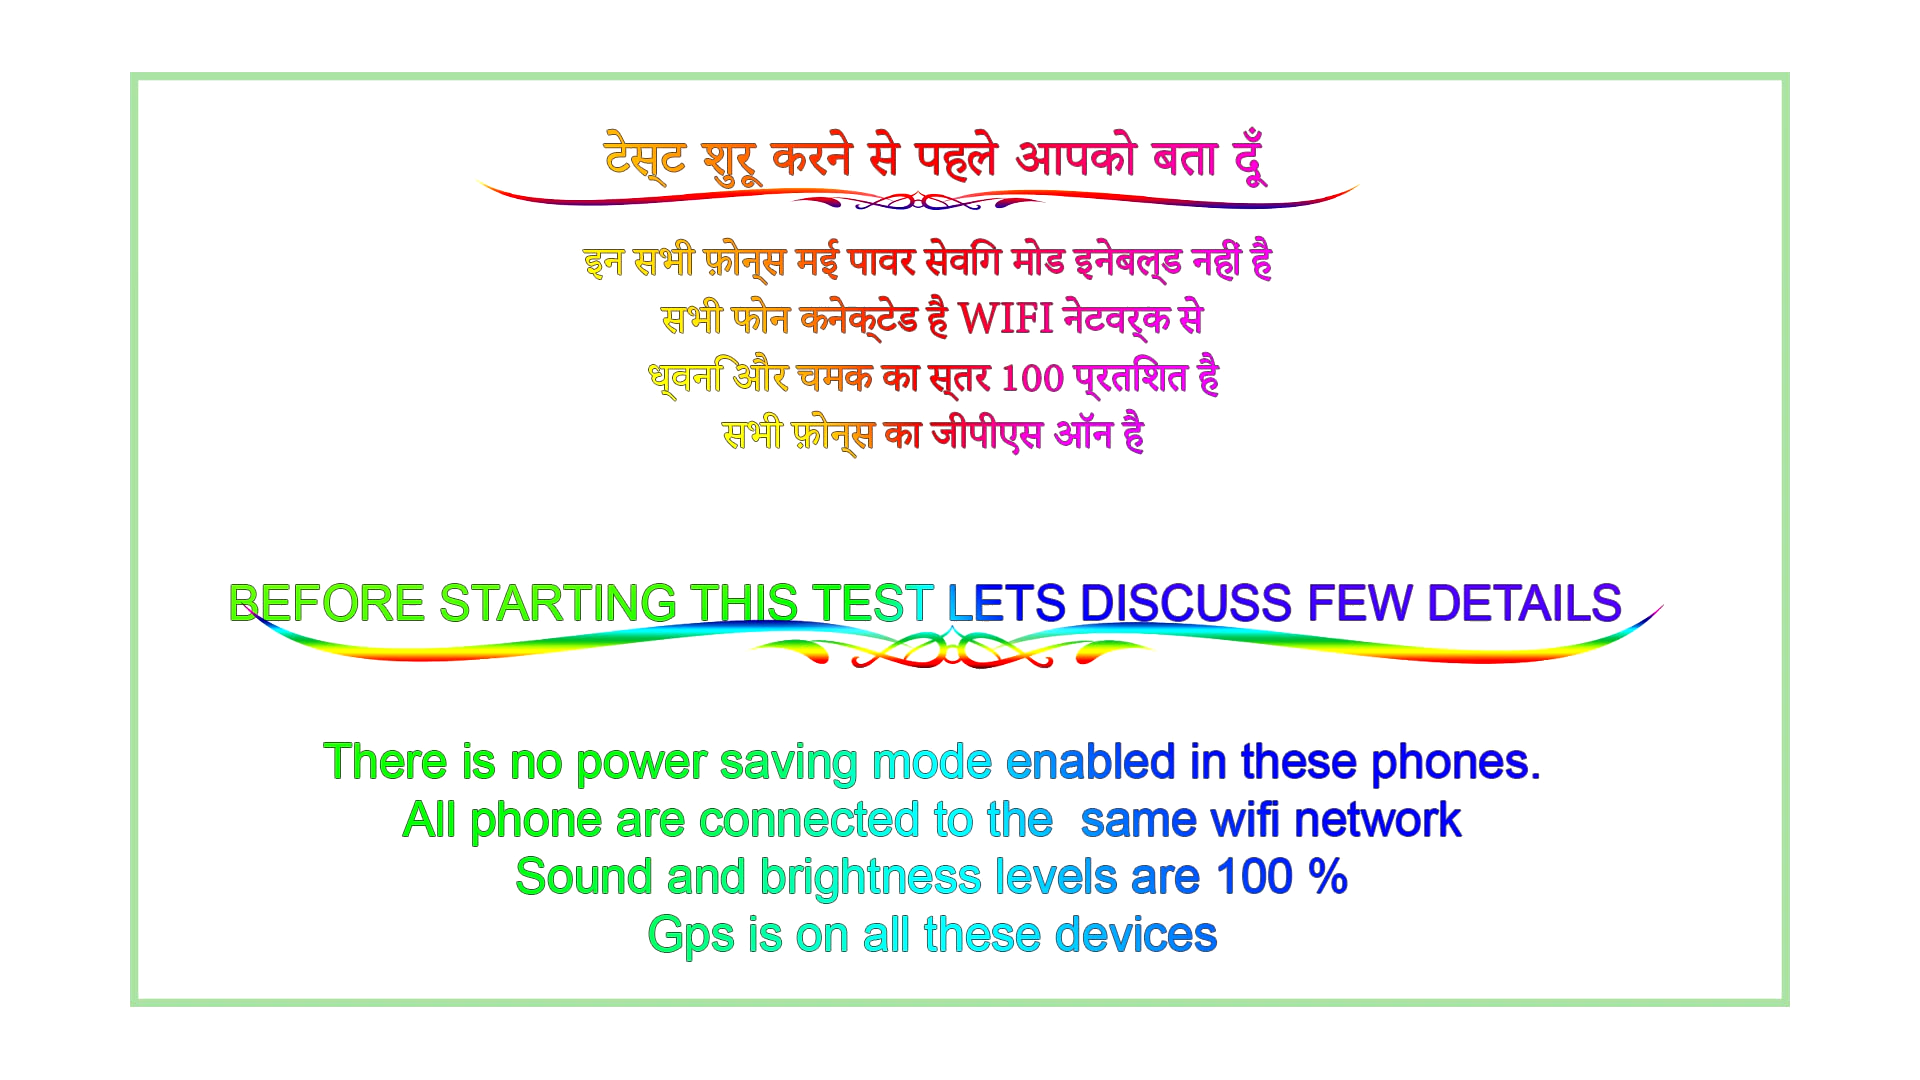 टेस्ट शुरू करने से पहले आपको बता दूँ
इन सभी फ़ोन्स मई पावर सेवगि मोड इनेबल्ड नहीं है
सभी फोन कनेक्टेड है WIFI नेटवर्क से
ध्वनि और चमक का स्तर 100 प्रतशित है
सभी फ़ोन्स का जीपीएस ऑन है
BEFORE STARTING THIS TEST LETS DISCUSS FEW DETAILS
There is no power saving mode enabled in these phones.
All phone are connected to the  same wifi network
Sound and brightness levels are 100 %
Gps is on all these devices